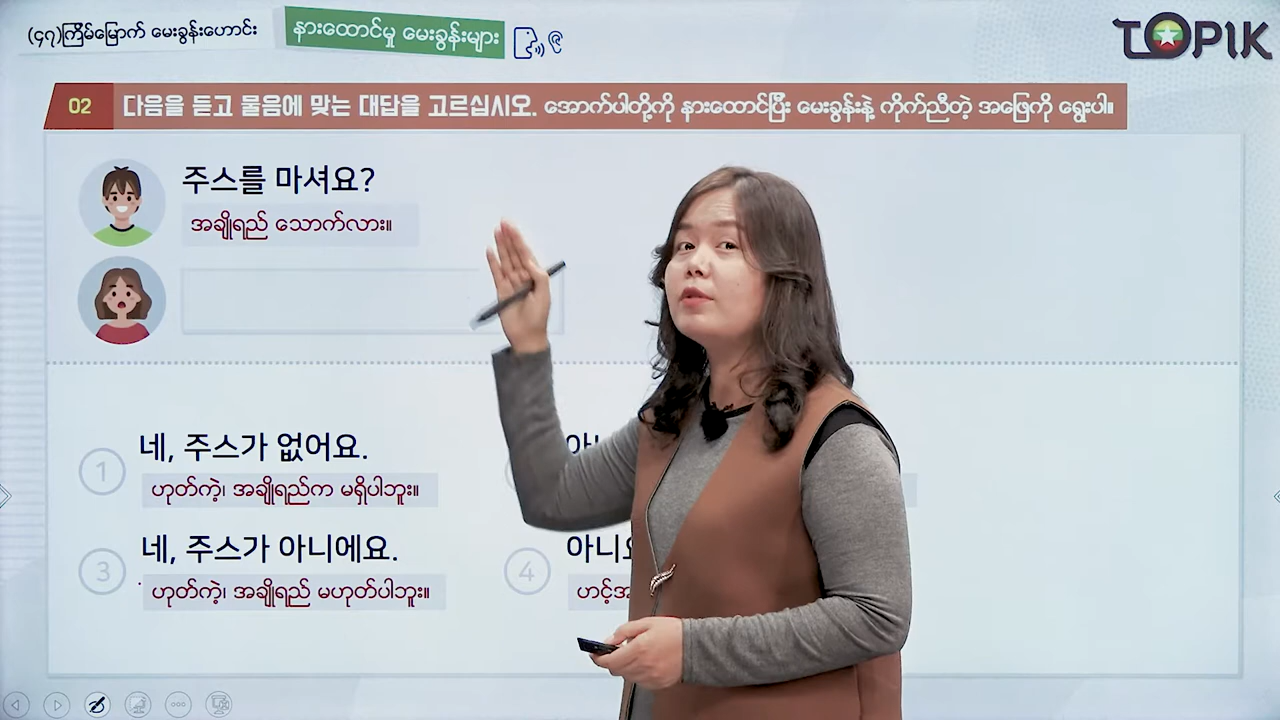 (၄၇)ကြိမ်မြောက် မေးခွန်းဟောင်း
နားထောင်မှု မေးခွန်းများ
TOPIK
02 다음을 듣고 물음에 맞는 대답을 고르십시오. အောက်ပါတို့ကို နားထောင်ပြီး မေးခွန်းနဲ့ ကိုက်ညီတဲ့ အဖြေကို ရွေးပါ။
주스를 마셔요?
အချိုရည် သောက်လား။
1 네, 주스가 없어요.
ဟုတ်ကဲ့၊ အချိုရည်က မရှိပါဘူး။
3 네, 주스가 아니에요.
ဟုတ်ကဲ့၊ အချိုရည် မဟုတ်ပါဘူး။
4